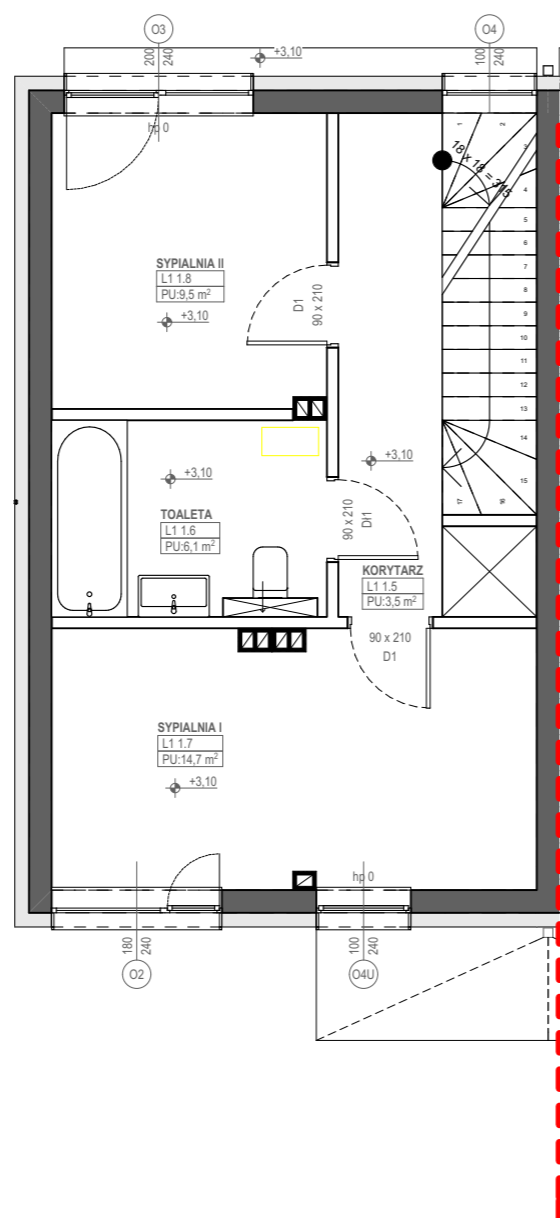 O3
O4
200
240
+3,10
100
240
hp 0
1
2
3
18 x 18 = 315
4
5
6
7
8
9
10
11
12
13
14
15
16
17
SYPIALNIA II
L1 1.8
PU:9,5 m²
+3,10
D1
90 x 210
+3,10
+3,10
TOALETA
L1 1.6
PU:6,1 m²
90 x 210
Dł1
KORYTARZ
L1 1.5
PU:3,5 m²
90 x 210
D1
SYPIALNIA I
L1 1.7
PU:14,7 m²
+3,10
hp 0
180
240
100
240
O2
O4U